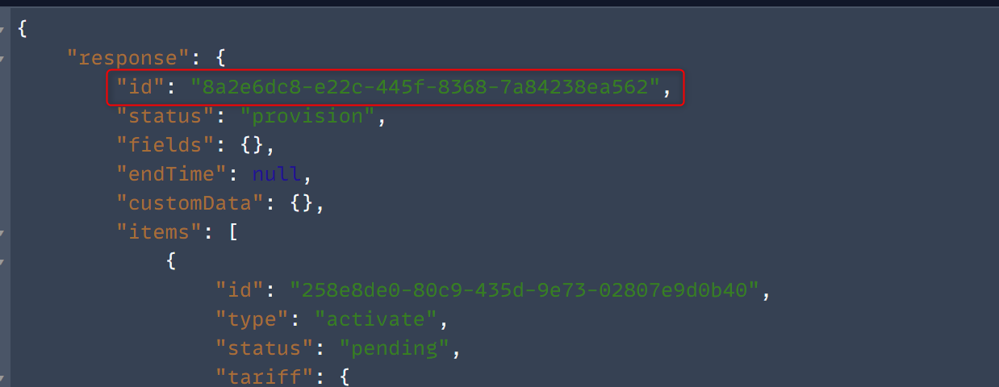 {
"response": {
"id": "8a2e6dc8-e22c-445f-8368-7a84238ea562",
"status": "provision",
"fields": {},
"endTime": null,
"customData": {},
"items": [
{
"id": "258e8de0-80c9-435d-9e73-02807e9d0b40",
"type": "activate",
"status": "pending",
"tariff": {